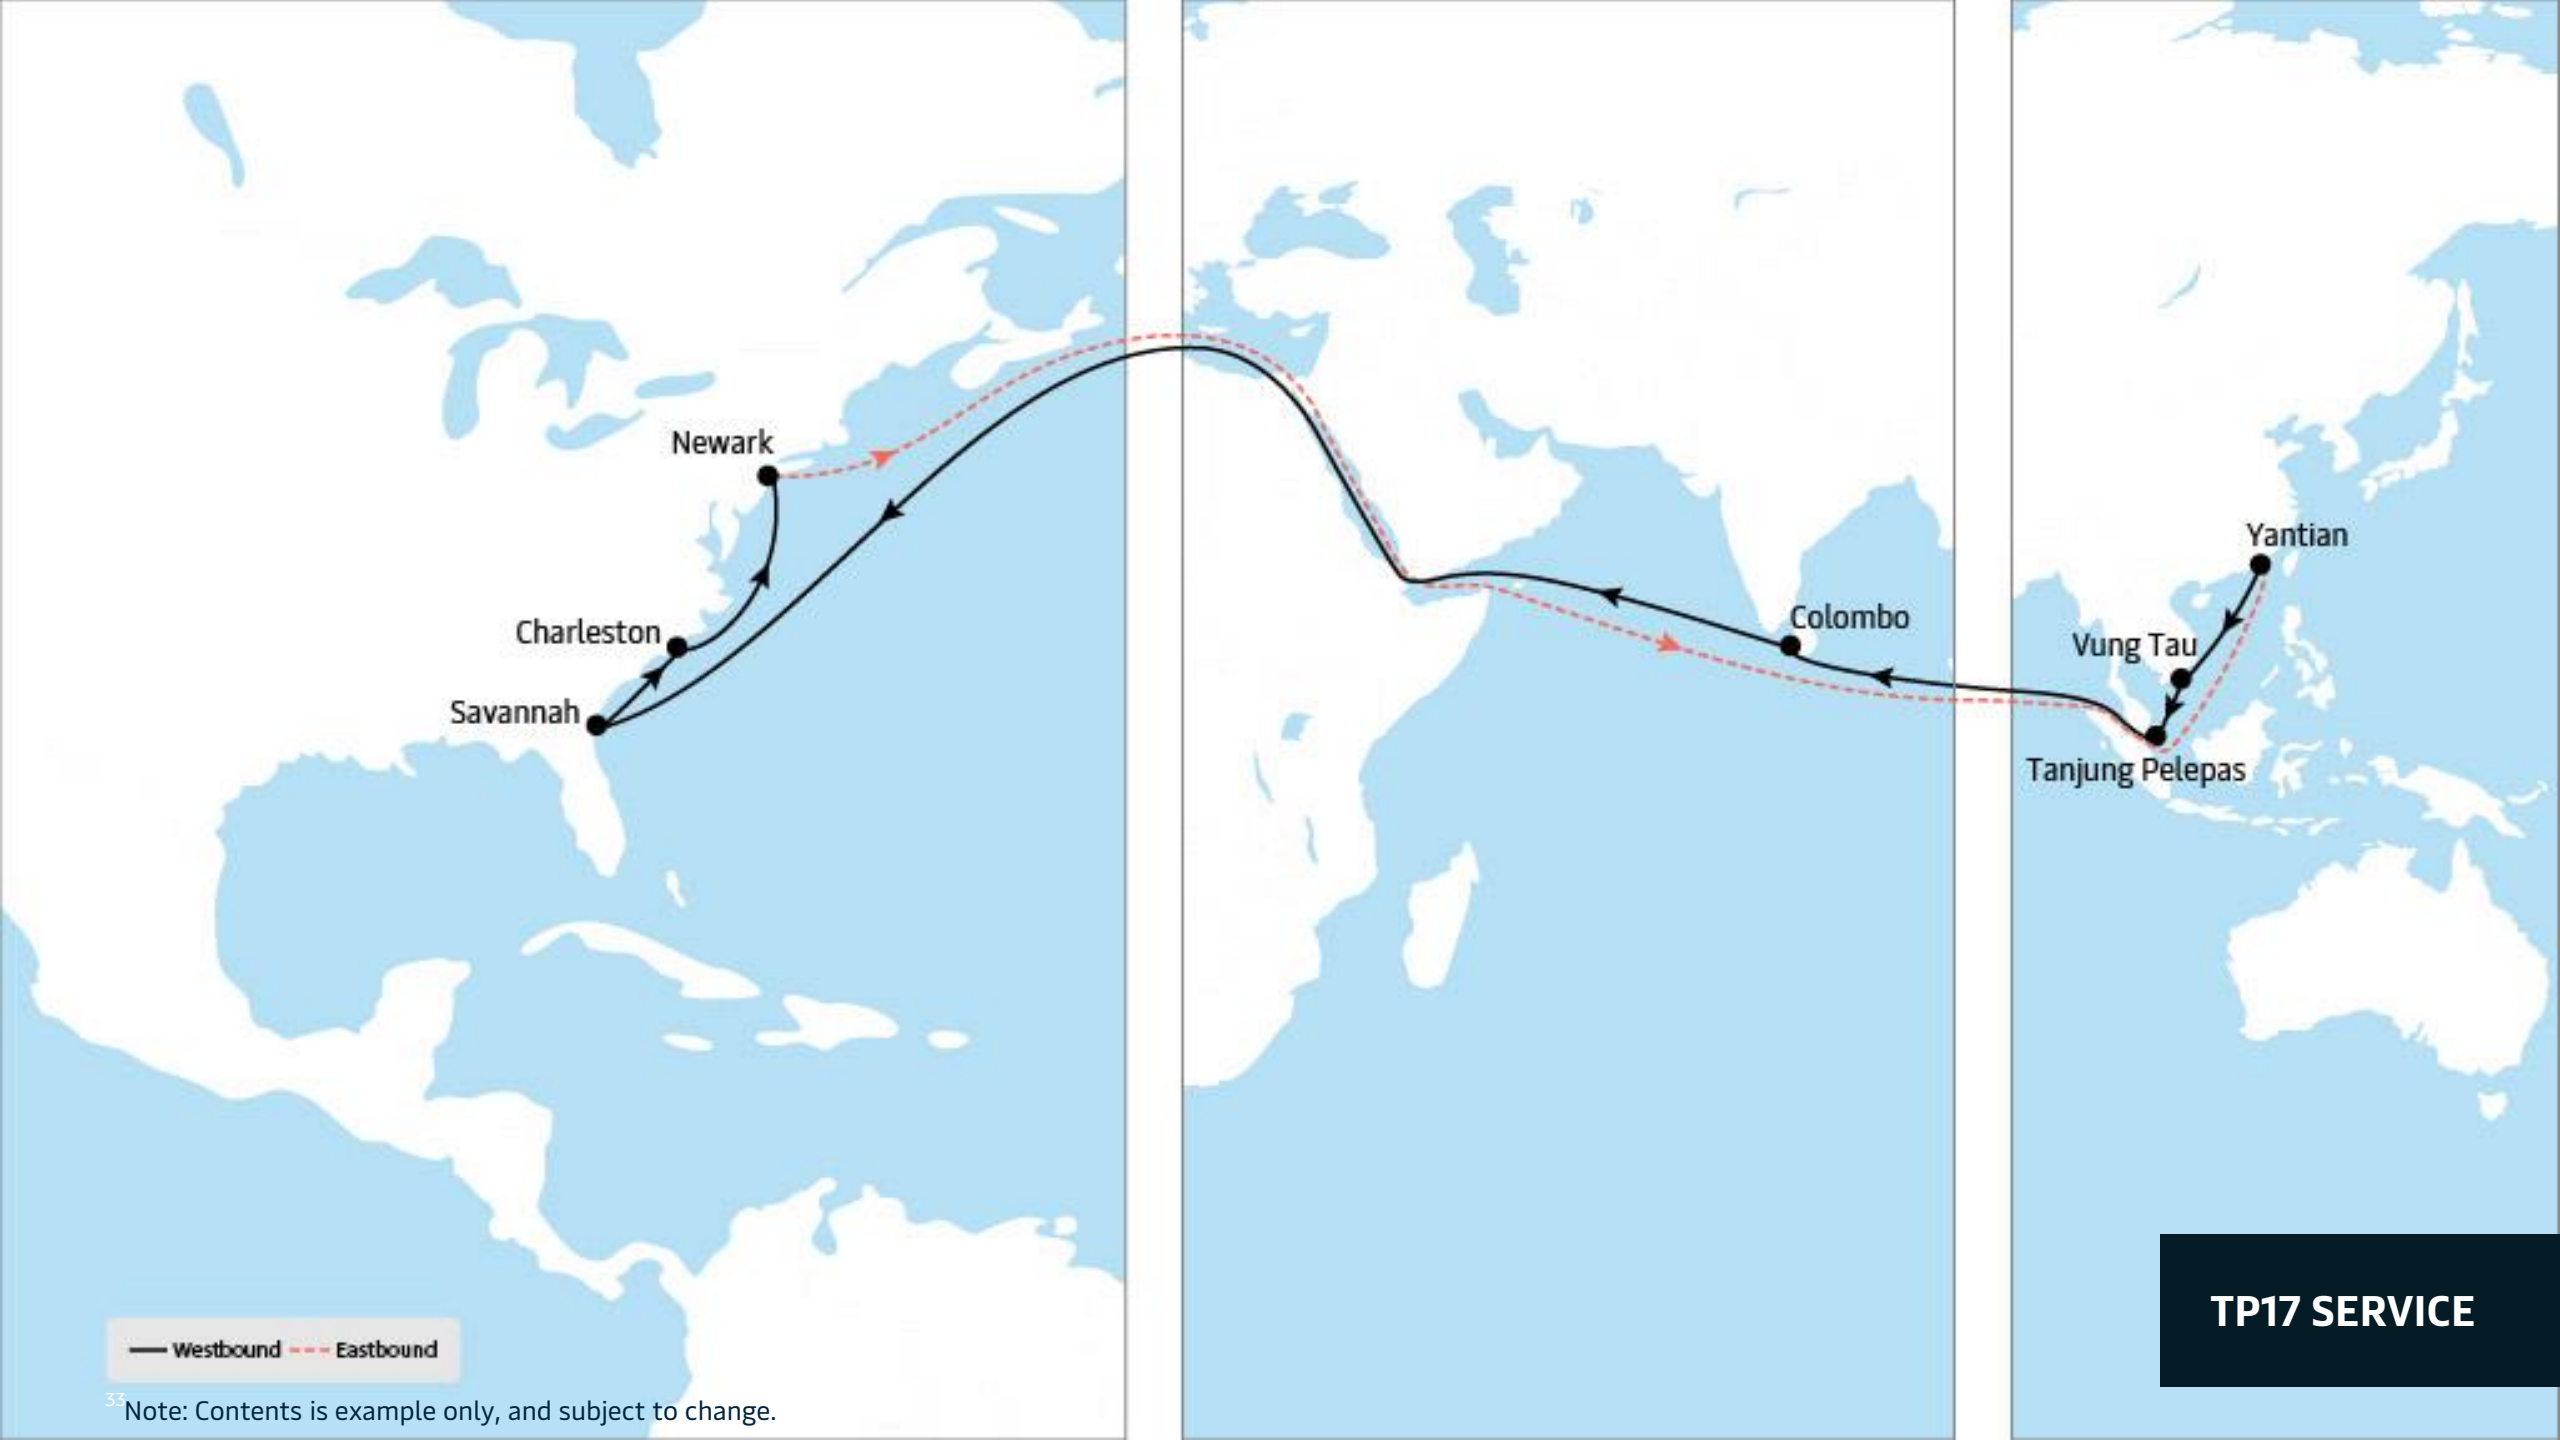 Newark
Yantian
Colombo
Charleston
Vung Tau
Savannah
Tanjung Pelepas
TP17 SERVICE
Westbound Eastbound
33
Note: Contents is example only, and subject to change.